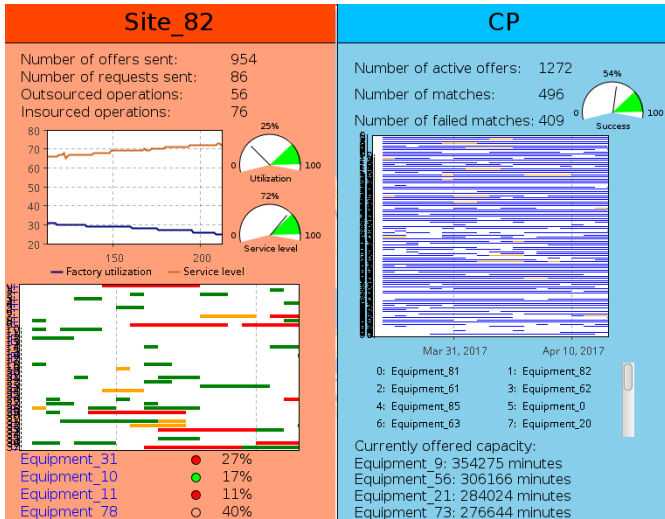 Site_82
Number of offers sent: 954
Number of requests sent: 86
Outsourced operations: 56
Insourced operations: 76
80
70
60
50
40
30
20
150
200
Factory utilization Service level
25%
0 100
Utilization
72%
0 100
Service level
Equipment_31 27%
Equipment_10 17%
Equipment_11 11%
Equipment_78 40%
CP
Number of active offers: 1272
Number of matches: 496
Number of failed matches: 409
54%
0 100
Success
Mar 31, 2017 Apr 10, 2017
0: Equipment_81 1: Equipment_82
2: Equipment_61 3: Equipment_62
4: Equipment_85 5: Equipment_0
6: Equipment_63 7: Equipment_20
Currently offered capacity:
Equipment_9: 354275 minutes
Equipment_56: 306166 minutes
Equipment_21: 284024 minutes
Equipment_73: 276644 minutes